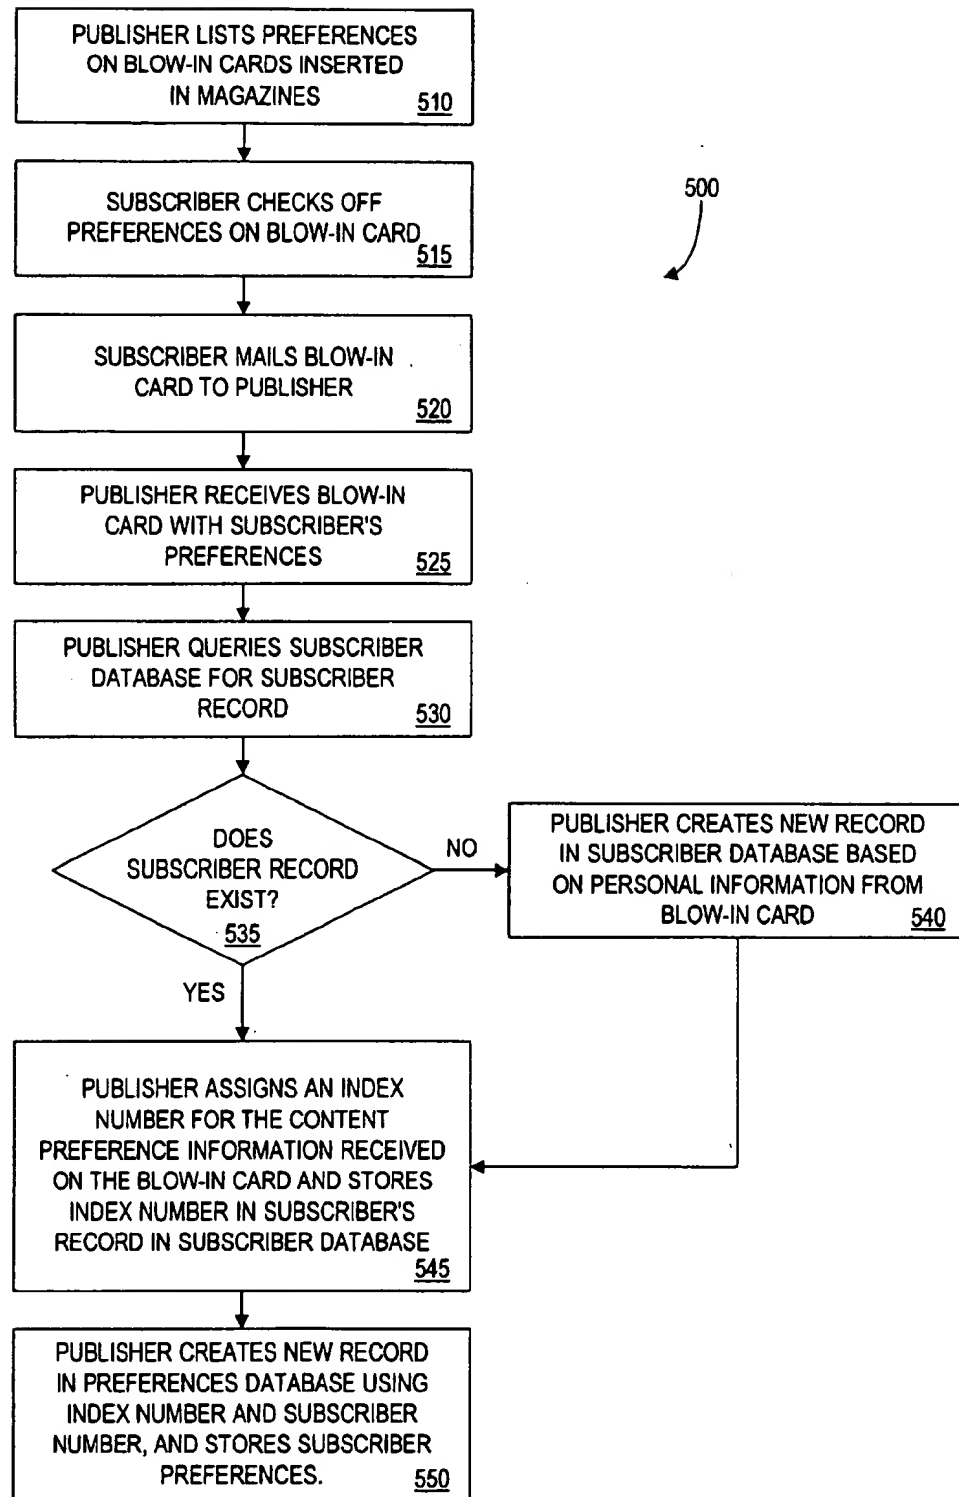 PUBLISHER LISTS PREFERENCES
ON BLOW-IN CARDS INSERTED
IN MAGAZINES
510
SUBSCRIBER CHECKS OFF
PREFERENCES ON BLOW-IN CARD
515
500
SUBSCRIBER MAILS BLOW-IN
CARD TO PUBLISHER
520
PUBLISHER RECEIVES BLOW-IN
CARD WITH SUBSCRIBER'S
PREFERENCES
525
PUBLISHER QUERIES SUBSCRIBER
DATABASE FOR SUBSCRIBER
RECORD
530
DOES
SUBSCRIBER RECORD
EXIST?
535
NO
PUBLISHER CREATES NEW RECORD
IN SUBSCRIBER DATABASE BASED
ON PERSONAL INFORMATION FROM
BLOW-IN CARD
540
YES
PUBLISHER ASSIGNS AN INDEX
NUMBER FOR THE CONTENT
PREFERENCE INFORMATION RECEIVED
ON THE BLOW-IN CARD AND STORES
INDEX NUMBER IN SUBSCRIBER'S
RECORD IN SUBSCRIBER DATABASE
545
PUBLISHER CREATES NEW RECORD
IN PREFERENCES DATABASE USING
INDEX NUMBER AND SUBSCRIBER
NUMBER, AND STORES SUBSCRIBER
PREFERENCES.
550